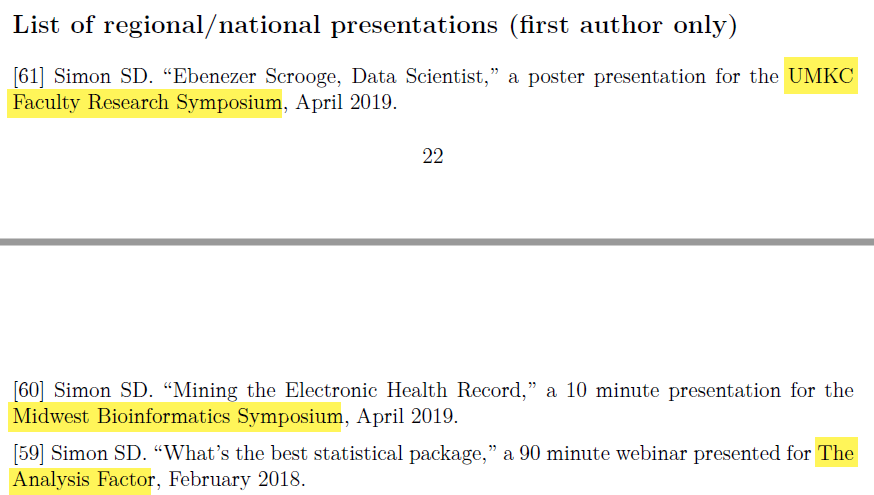 List of regional/national presentations (first author only)
[61] Simon SD. “Ebenezer Scrooge, Data Scientist,” a poster presentation for the UMKC
Faculty Research Symposium, April 2019.
22
[60] Simon SD. “Mining the Electronic Health Record,” a 10 minute presentation for the
Midwest Bioinformatics Symposium, April 2019.
[59] Simon SD. “What’s the best statistical package,” a 90 minute webinar presented for The
Analysis Factor, February 2018.